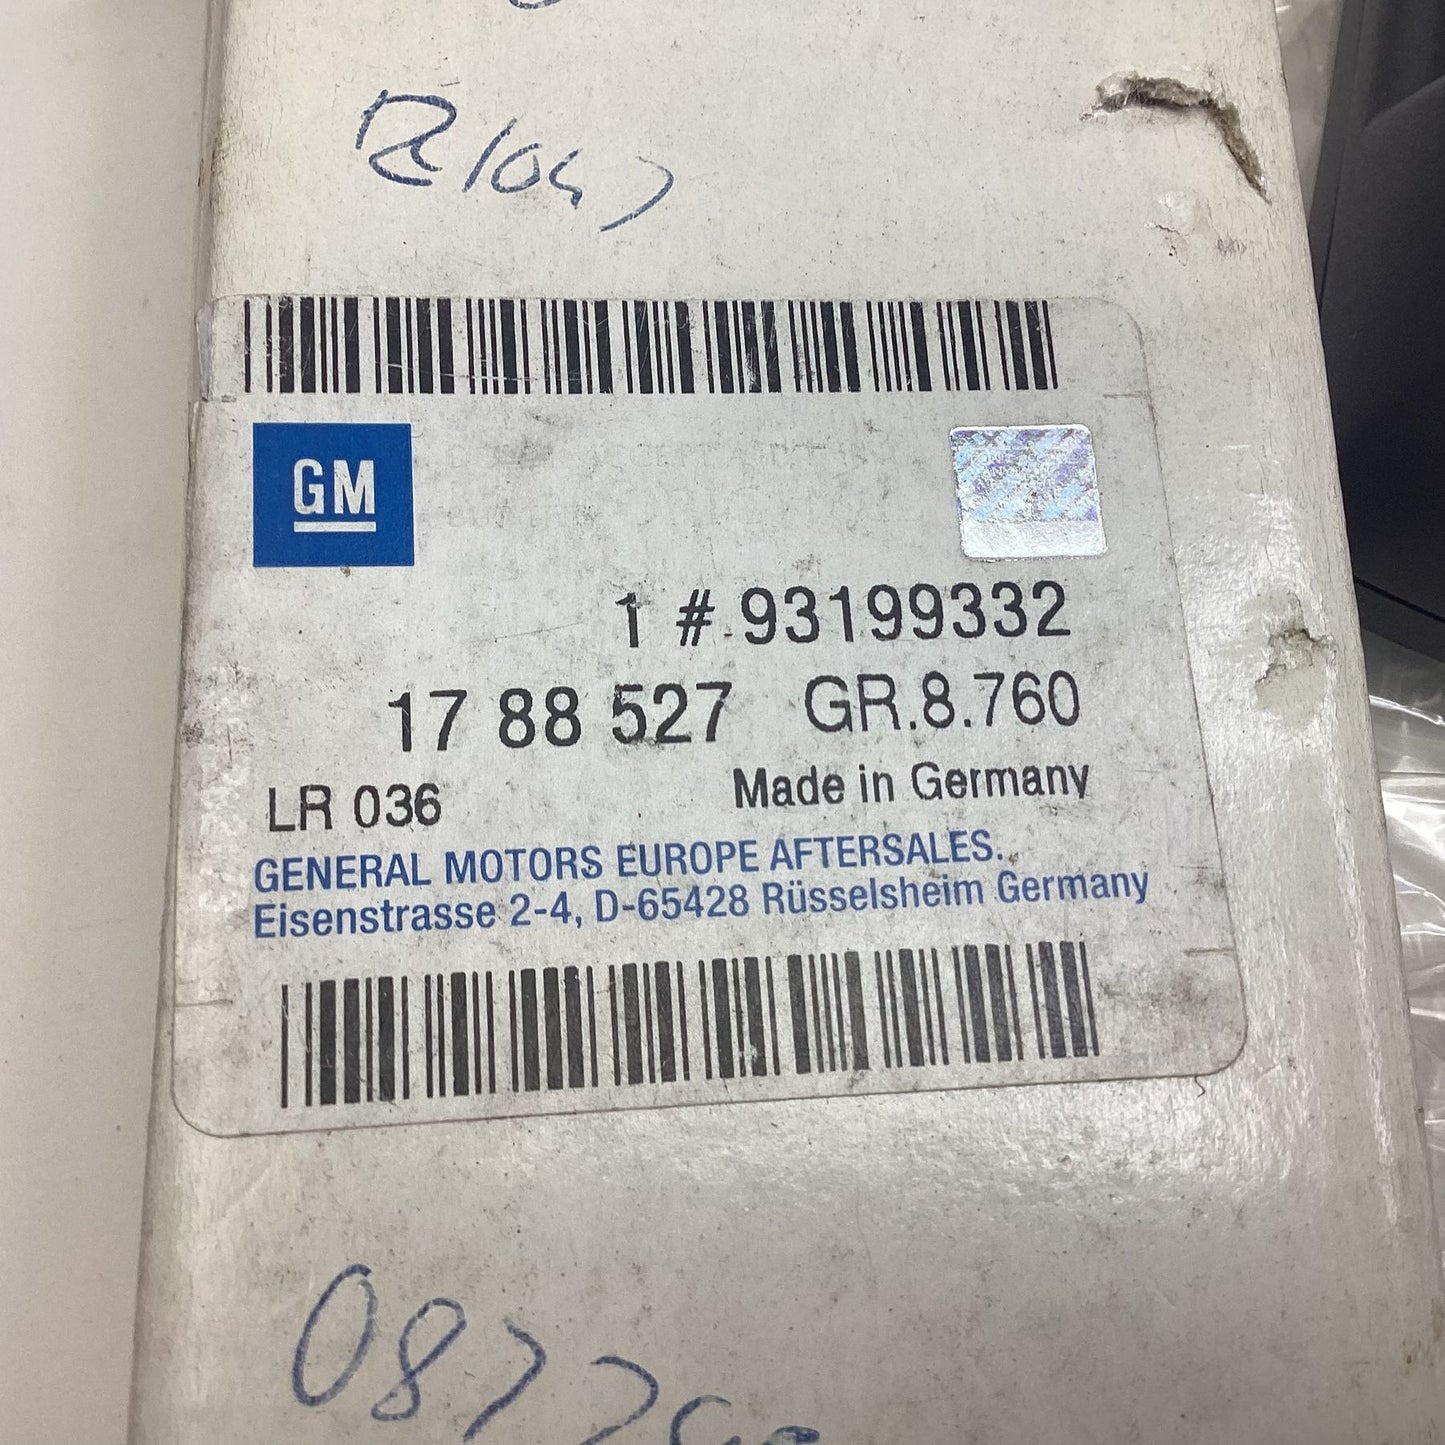 GM
1 # 93199332
17 88 527 GR.8.760
LR 036 Made in Germany
GENERAL MOTORS EUROPE AFTERSALES.
Eisenstrasse 2-4, D-65428 Rüsselsheim Germany